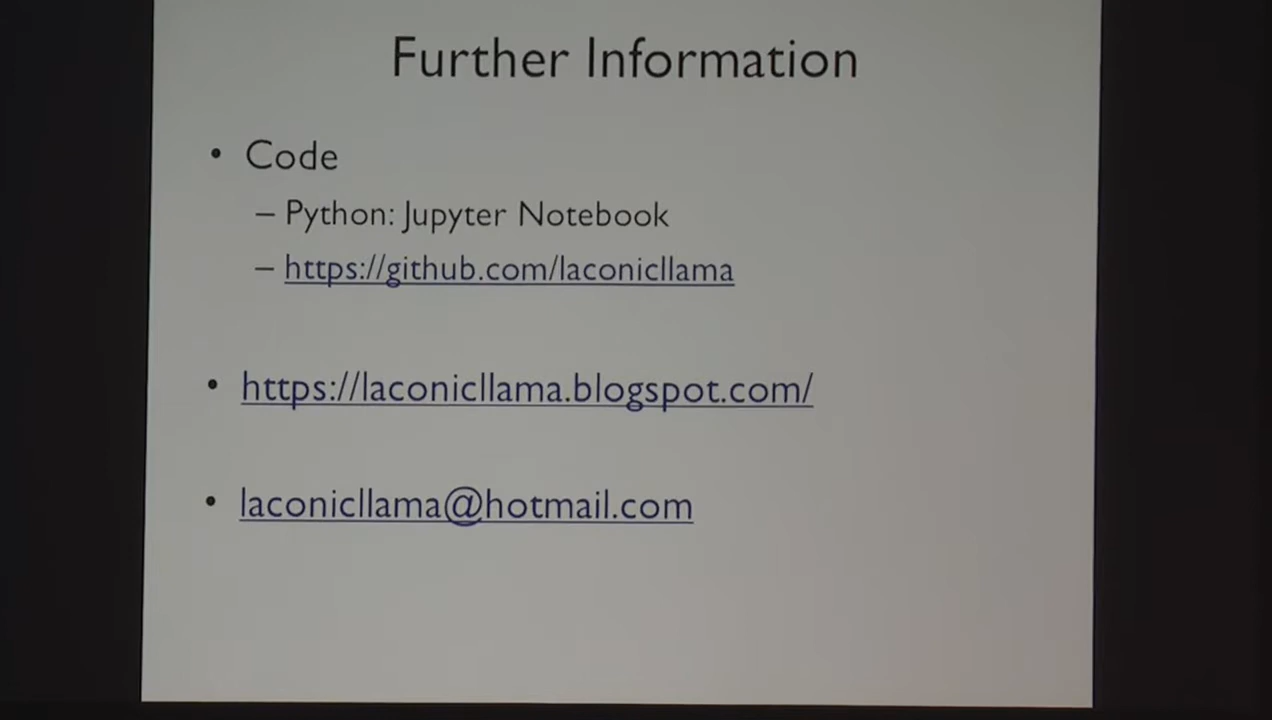 Further Information
• Code
– Python: Jupyter Notebook
– https://github.com/laconicllama
• https://laconicllama.blogspot.com/
• laconicllama@hotmail.com